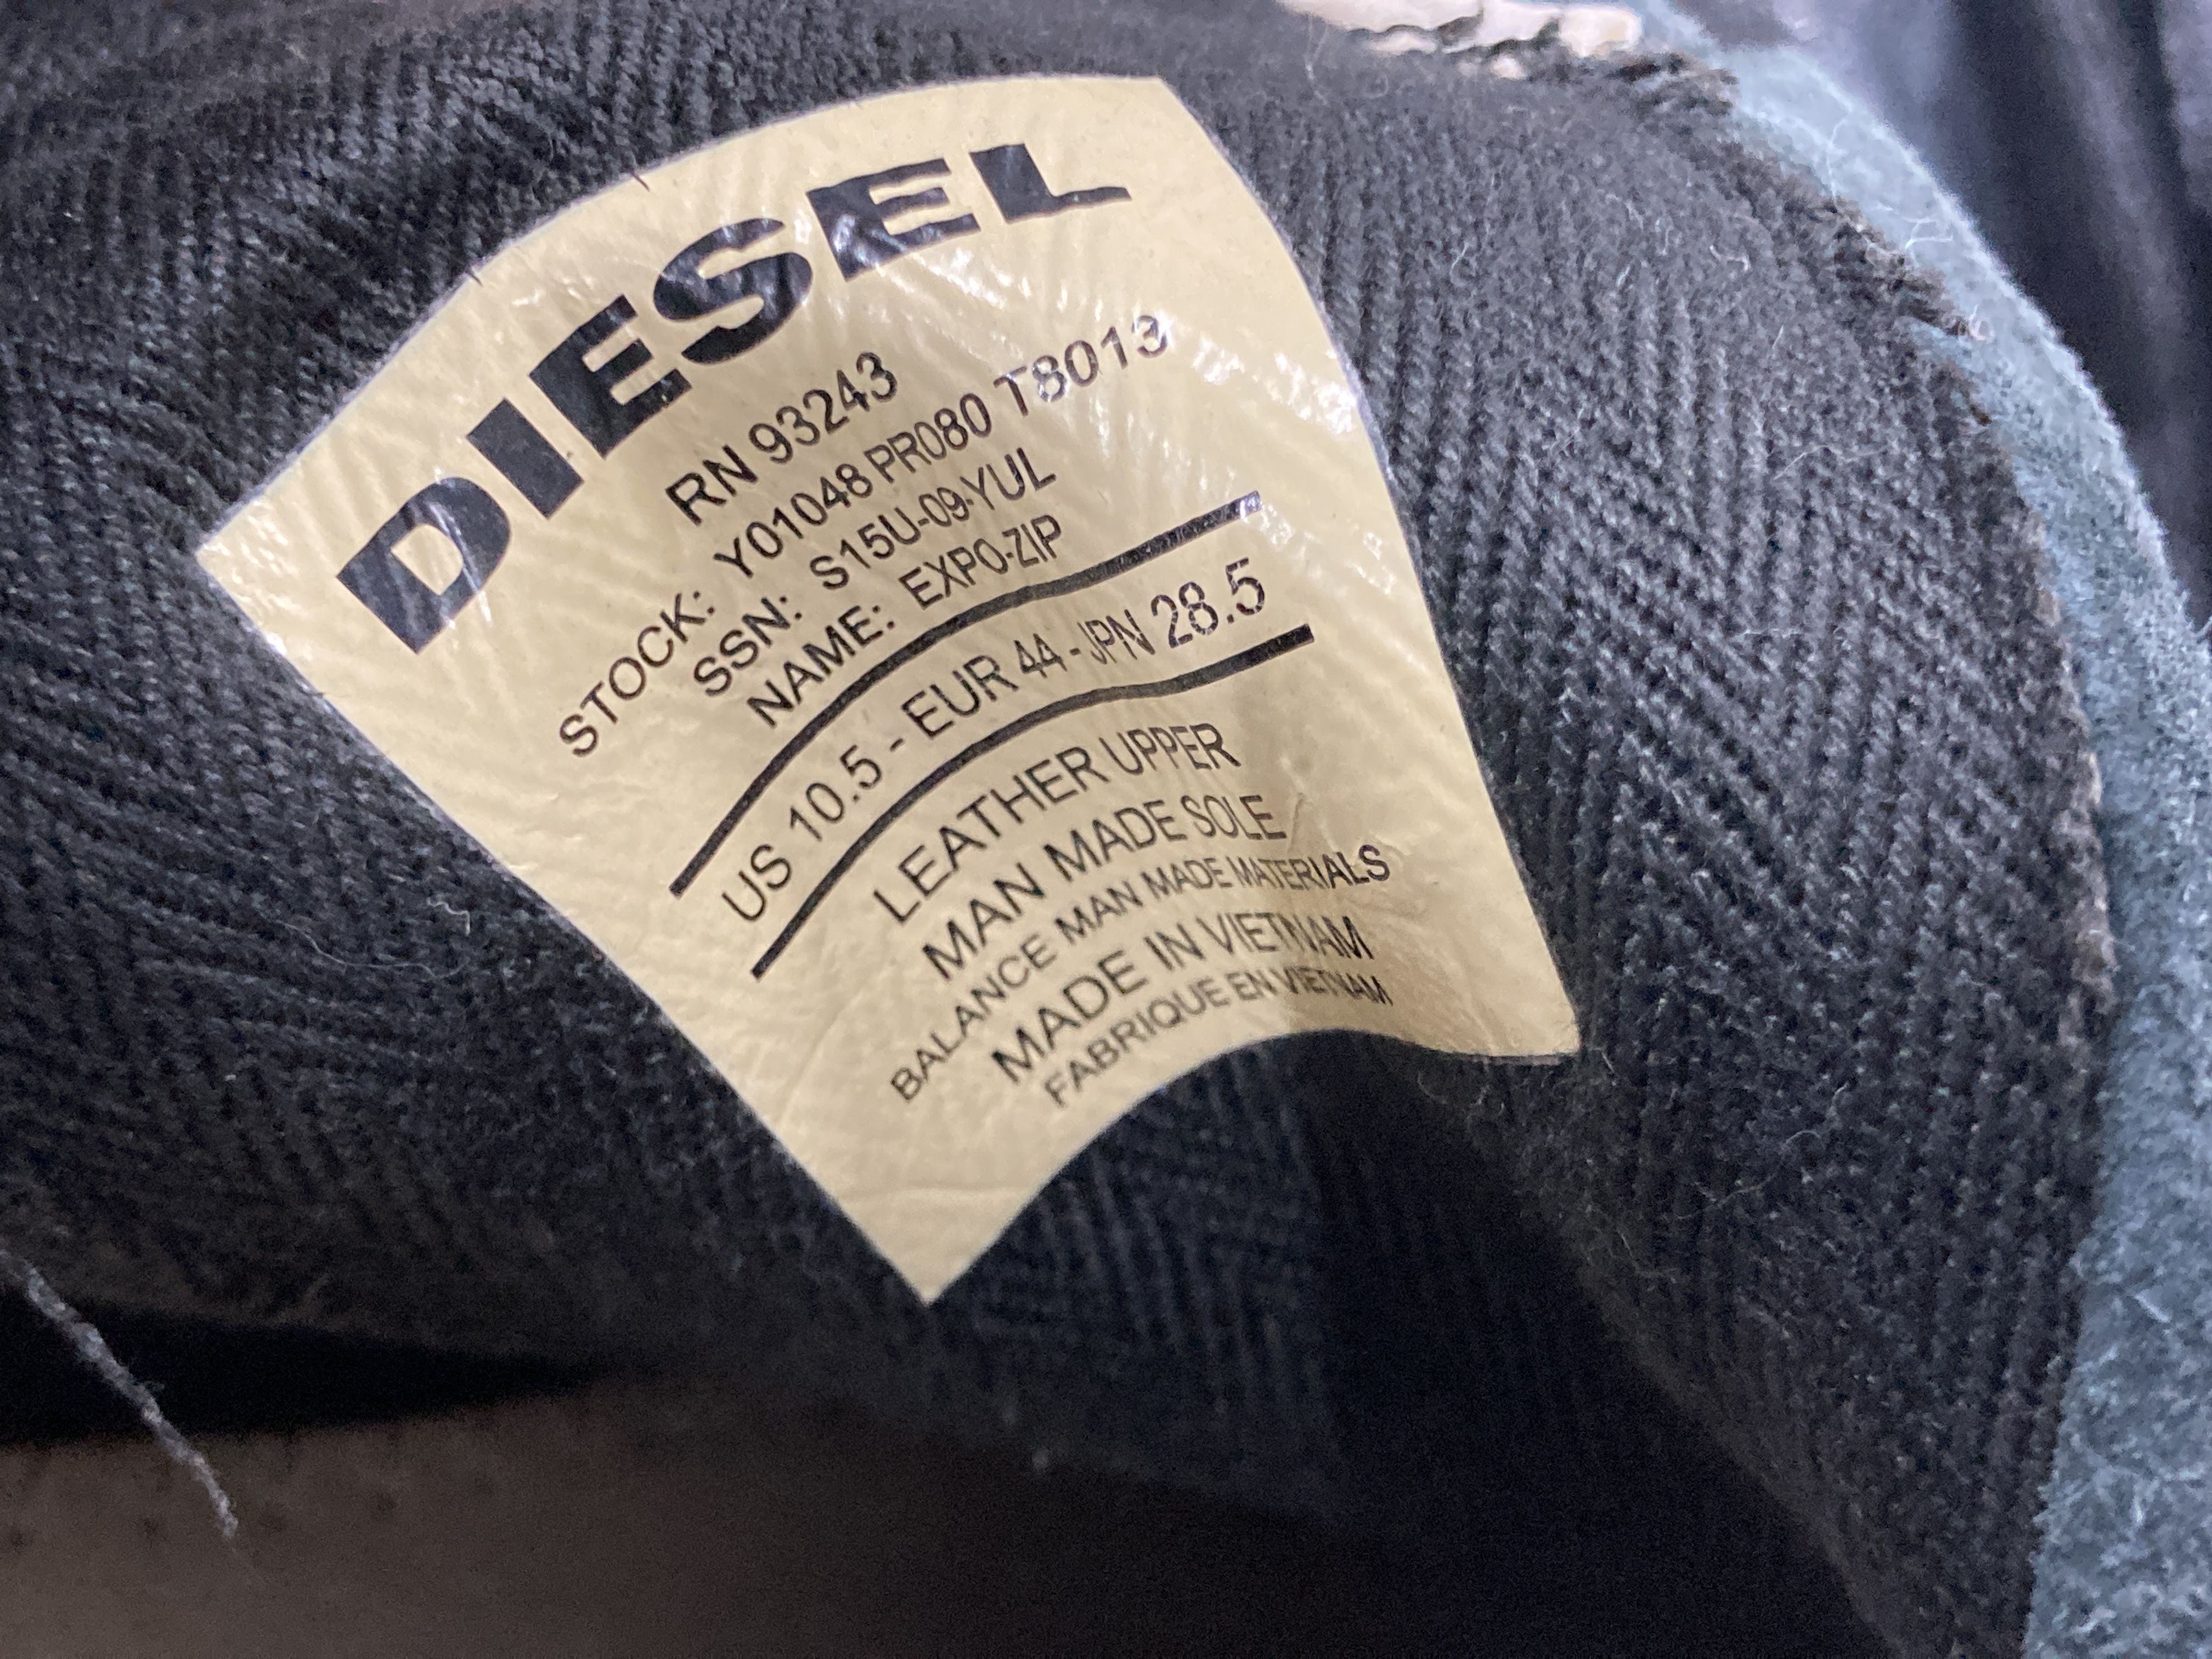 DIESEL
RN 93243
STOCK: Y01048 PR080 T8013
SSN: S15U-09-YUL
NAME: EXPO-ZIP
US 10.5 - EUR 44 - JPN 28.5
LEATHER UPPER
MAN MADE SOLE
BALANCE MAN MADE MATERIALS
MADE IN VIETNAM
FABRIQUE EN VIETNAM